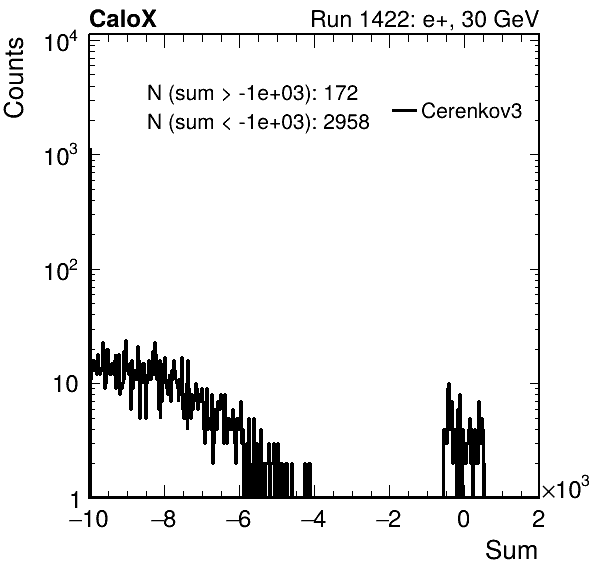 CaloX Run 1422: e+, 30 GeV
Counts
N (sum > -1e+03): 172
N (sum < -1e+03): 2958
Cerenkov3
10⁴
10³
10²
10
1
−10 −8 −6 −4 −2 0 2
×10³
Sum